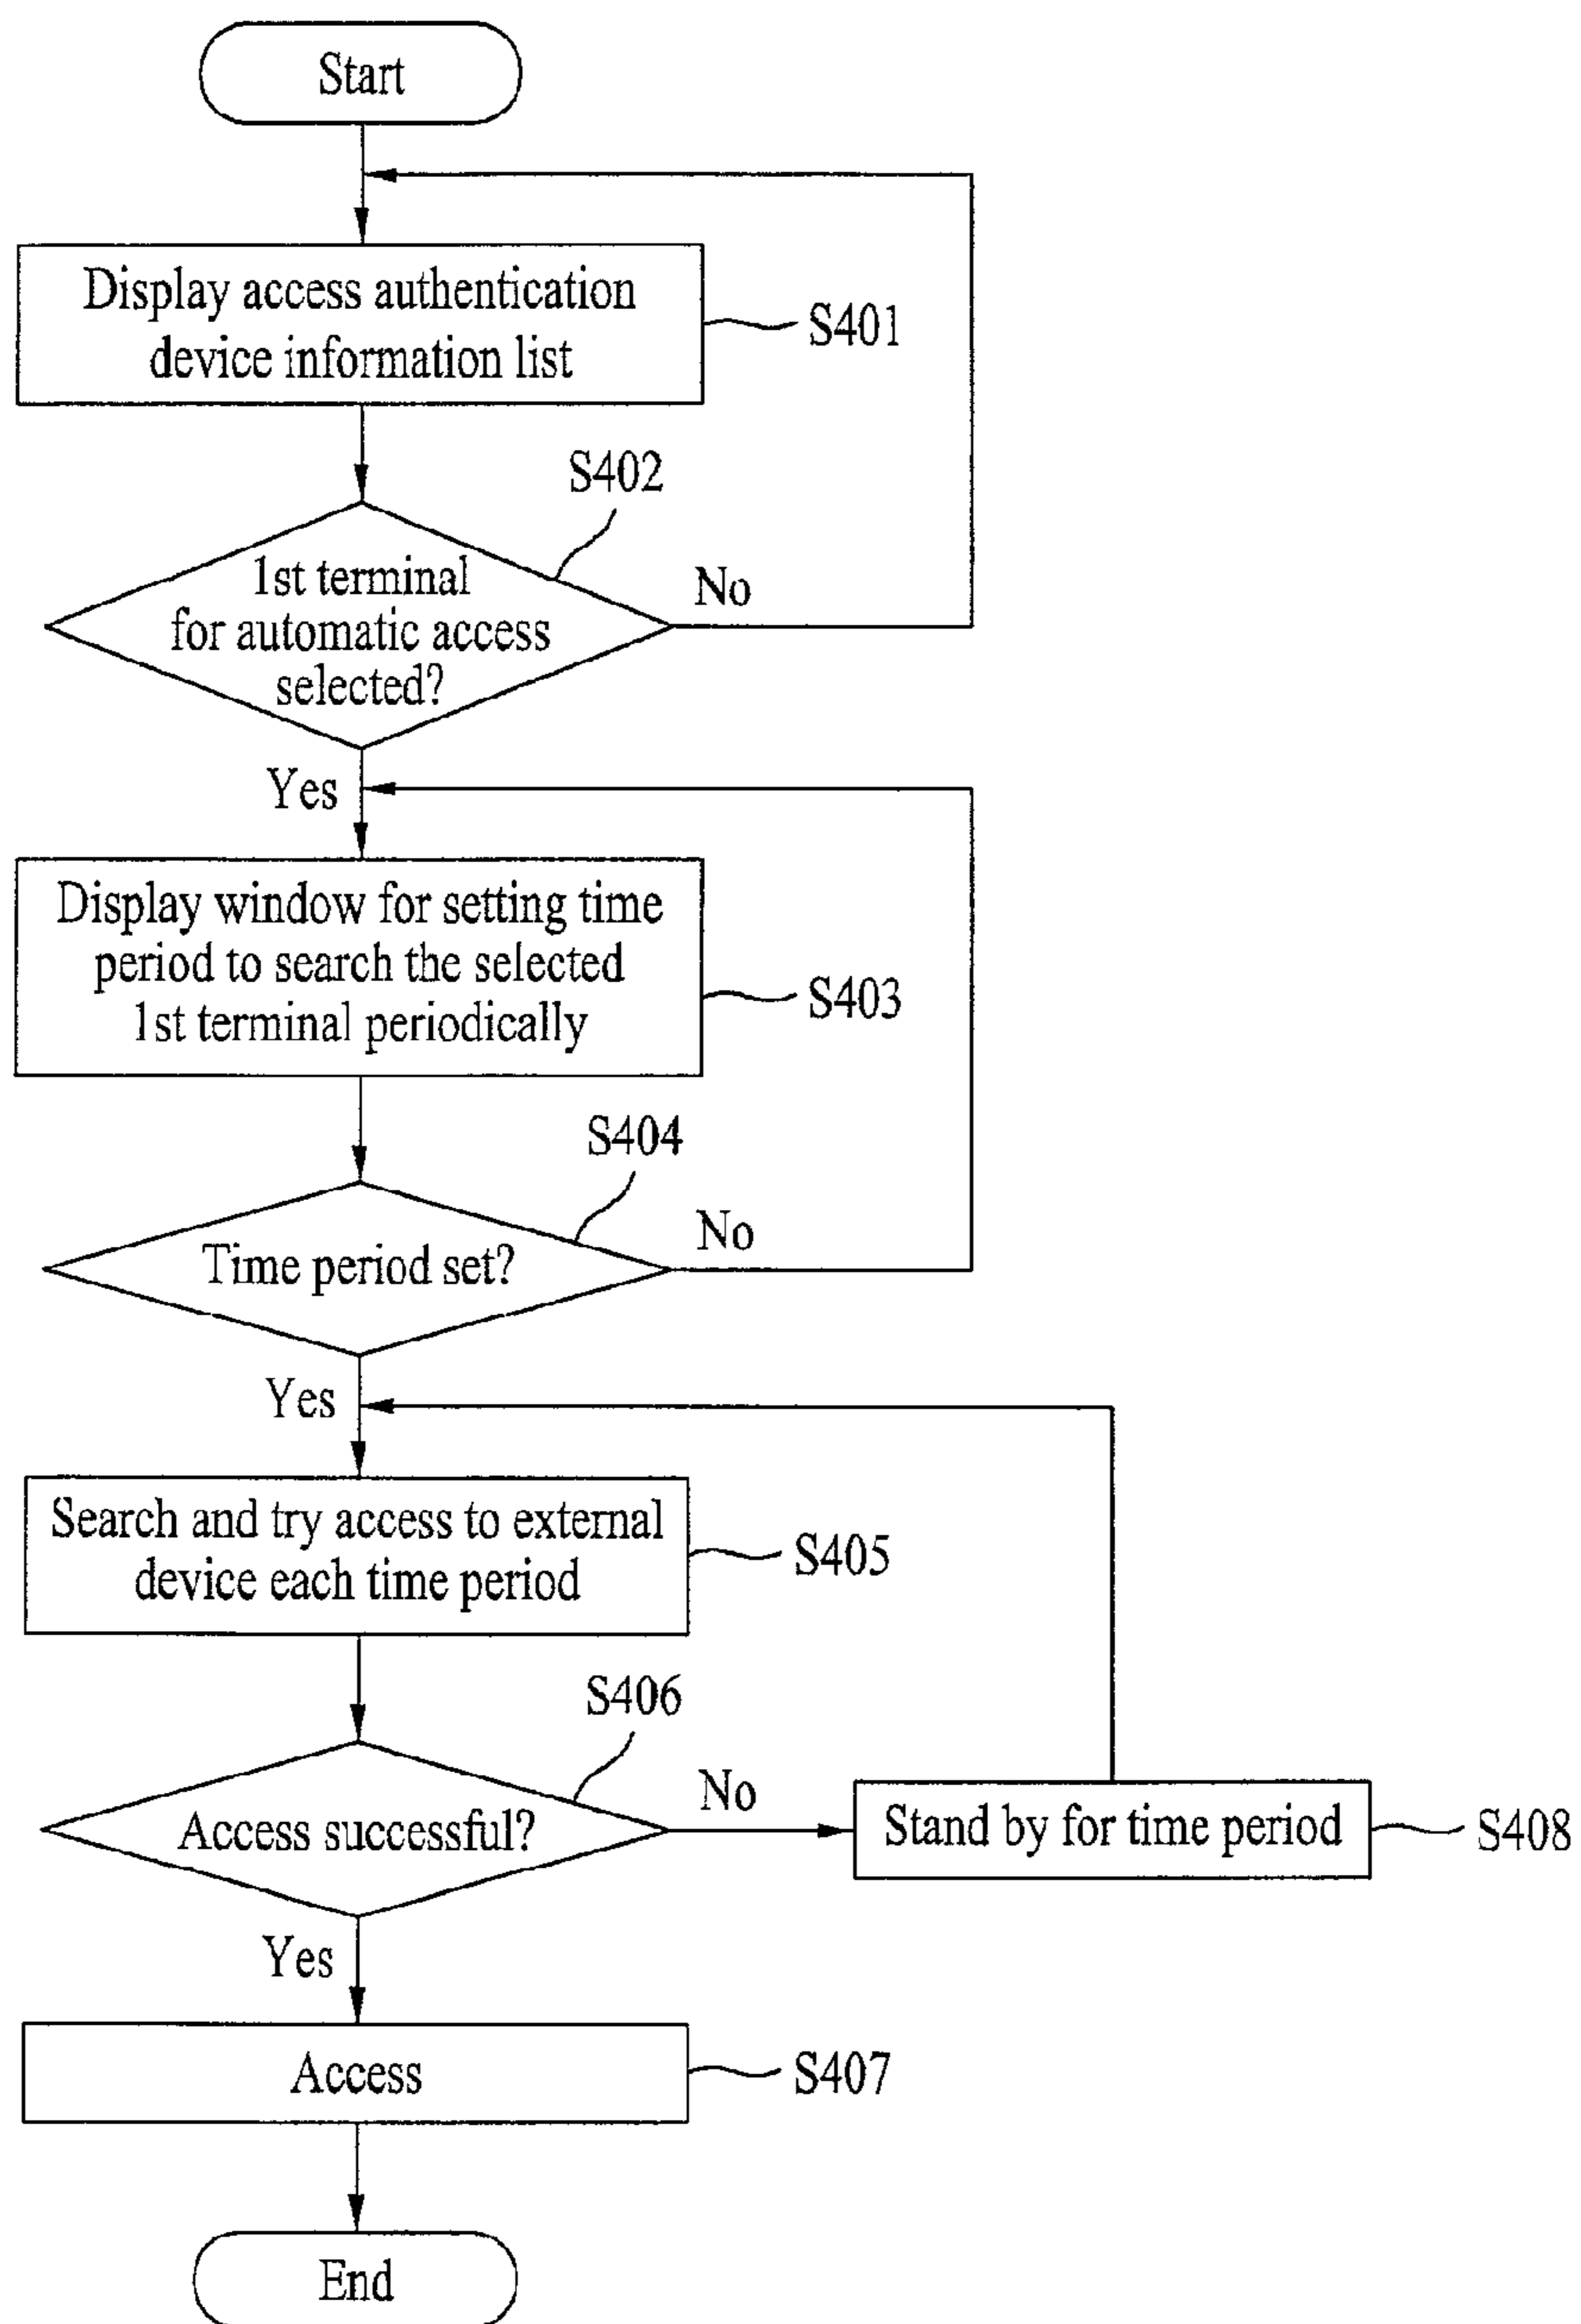 Start
Display access authentication
device information list
S401
S402
1st terminal
for automatic access
selected?
No
Yes
Display window for setting time
period to search the selected
1st terminal periodically
S403
S404
Time period set?
No
Yes
Search and try access to external
device each time period
S405
S406
Access successful?
No
Stand by for time period
S408
Yes
Access
S407
End